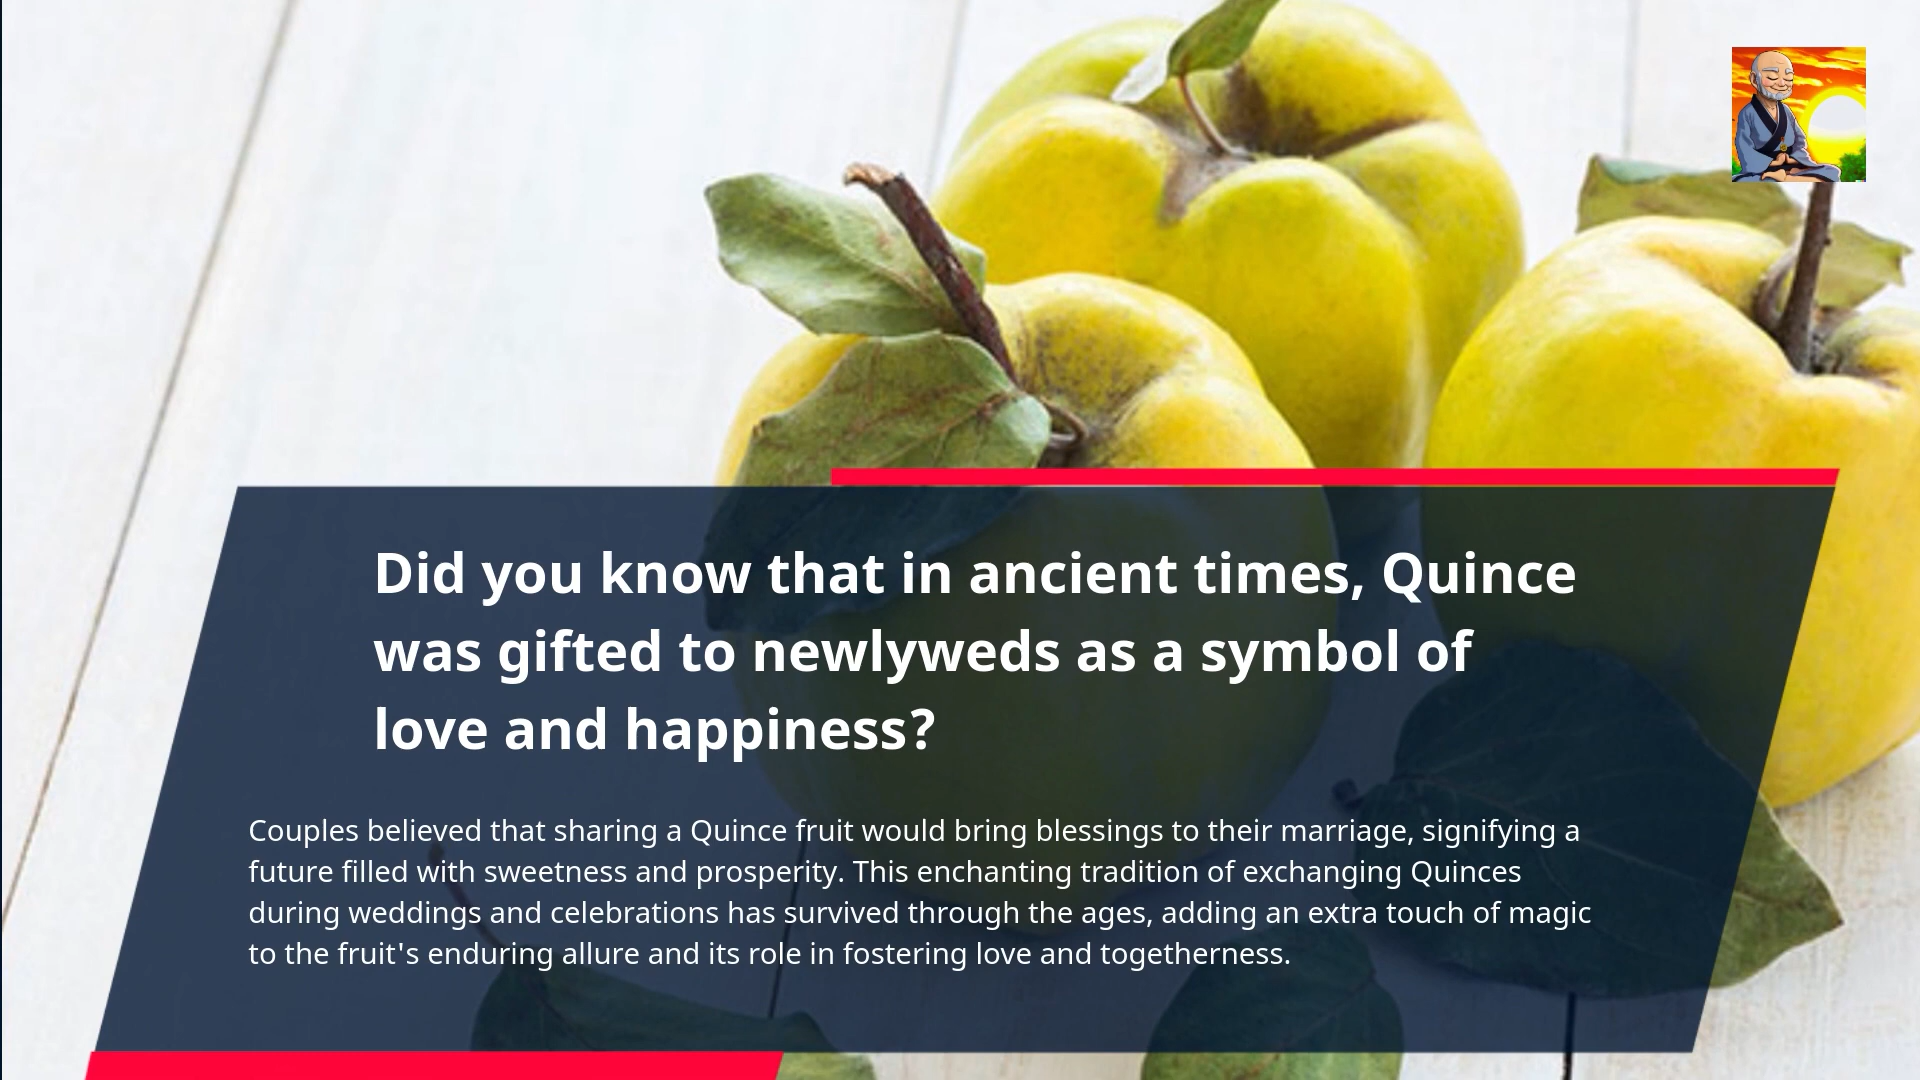 Did you know that in ancient times, Quince
was gifted to newlyweds as a symbol of
love and happiness?
Couples believed that sharing a Quince fruit would bring blessings to their marriage, signifying a
future filled with sweetness and prosperity. This enchanting tradition of exchanging Quinces
during weddings and celebrations has survived through the ages, adding an extra touch of magic
to the fruit's enduring allure and its role in fostering love and togetherness.